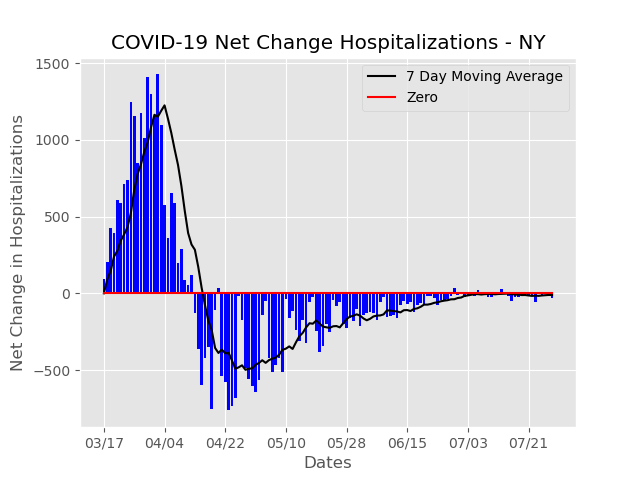 COVID-19 Net Change Hospitalizations - NY
7 Day Moving Average
Zero
Net Change in Hospitalizations
1500
1000
500
0
−500
03/17 04/04 04/22 05/10 05/28 06/15 07/03 07/21
Dates